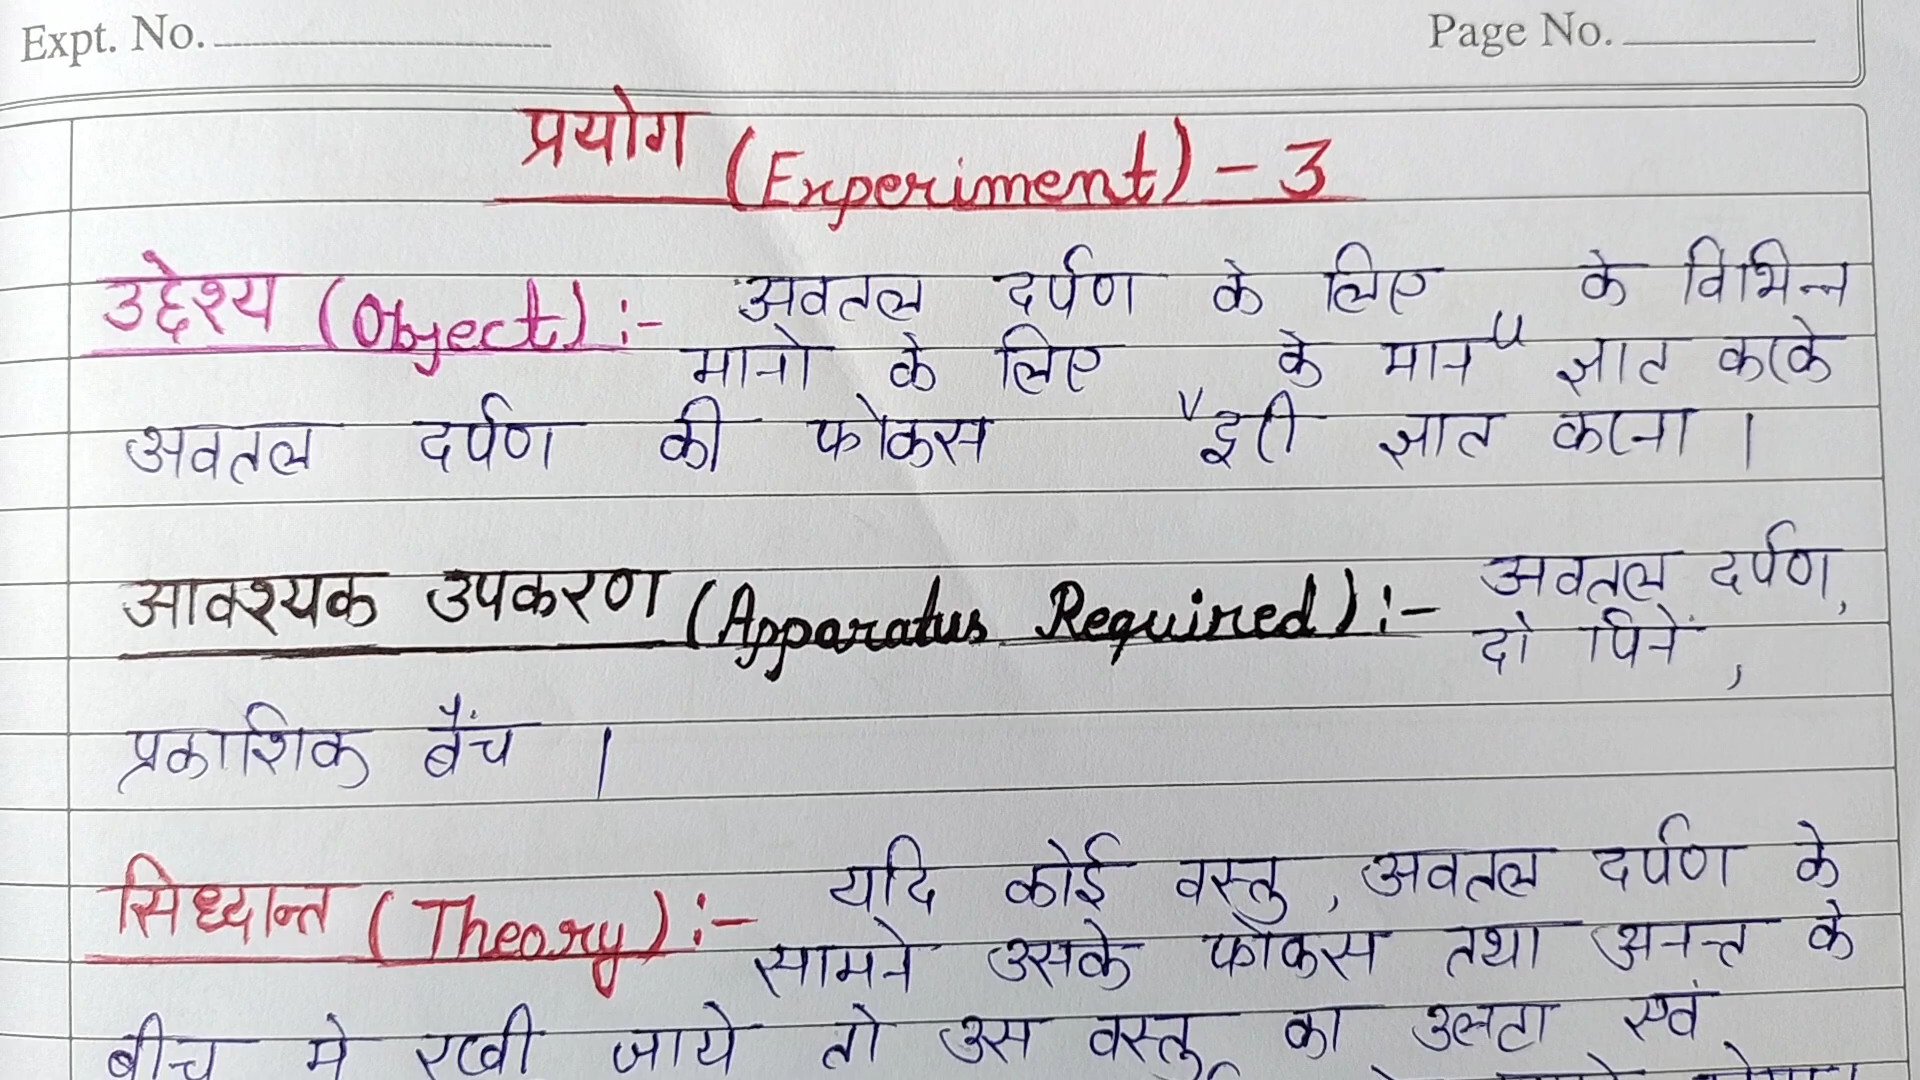 Expt. No. Page No.
प्रयोग (Experiment) - 3
उद्देश्य (Object) :- अवतल दर्पण के लिए u के विभिन्न
मानो के लिए v के मान ज्ञात करके
अवतल दर्पण की फोकस दूरी ज्ञात करना ।
आवश्यक उपकरण (Apparatus Required) :- अवतल दर्पण,
दो पिनें,
प्रकाशिक बैंच ।
सिध्दान्त (Theory) :- यदि कोई वस्तु, अवतल दर्पण के
सामने उसके फोकस तथा अनन्त के
बीच मे रखी जाये तो उस वस्तु का उलटा एवं